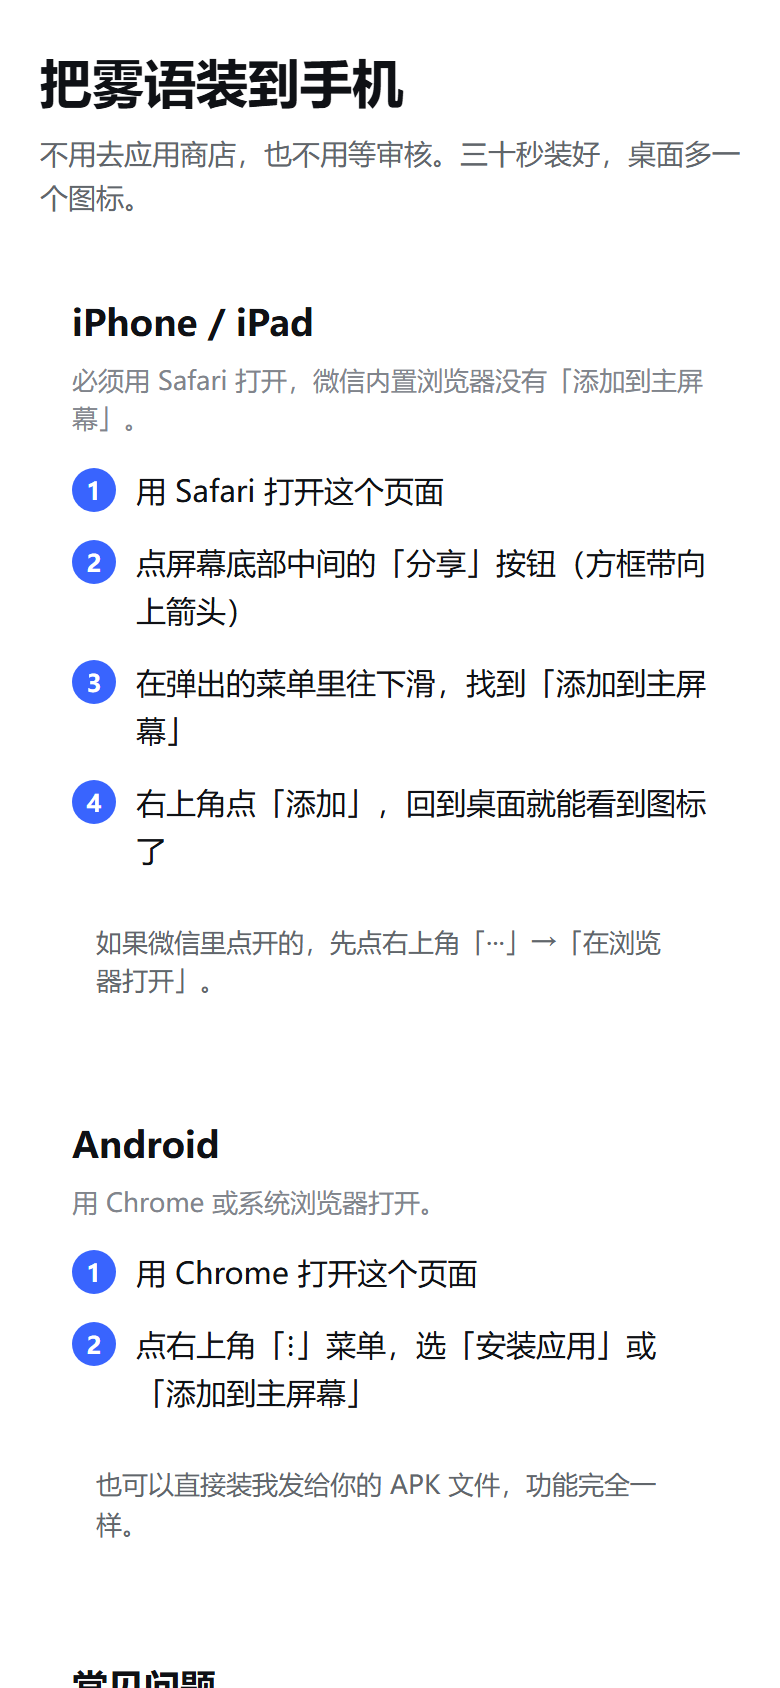 把雾语装到手机
不用去应用商店，也不用等审核。三十秒装好，桌面多一
个图标。
iPhone / iPad
必须用 Safari 打开，微信内置浏览器没有「添加到主屏
幕」。
1 用 Safari 打开这个页面
2 点屏幕底部中间的「分享」按钮（方框带向
上箭头）
3 在弹出的菜单里往下滑，找到「添加到主屏
幕」
4 右上角点「添加」，回到桌面就能看到图标
了
如果微信里点开的，先点右上角「···」→「在浏览
器打开」。
Android
用 Chrome 或系统浏览器打开。
1 用 Chrome 打开这个页面
2 点右上角「⋮」菜单，选「安装应用」或
「添加到主屏幕」
也可以直接装我发给你的 APK 文件，功能完全一
样。
常见问题